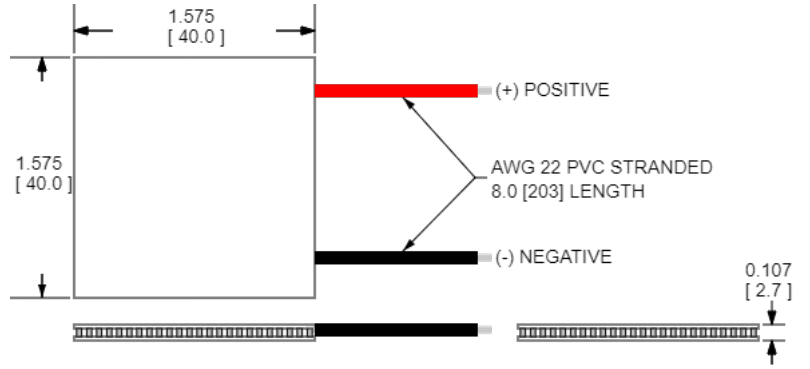 1.575
[ 40.0 ]
(+) POSITIVE
1.575
[ 40.0 ]
AWG 22 PVC STRANDED
8.0 [203] LENGTH
(-) NEGATIVE
0.107
[ 2.7 ]